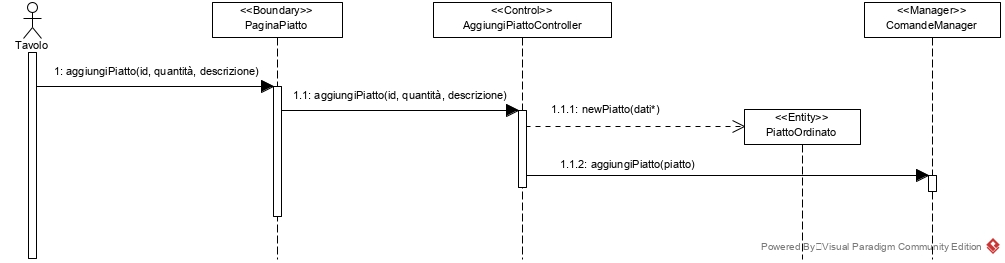 <<Boundary>>
PaginaPiatto
<<Control>>
AggiungiPiattoController
<<Manager>>
ComandeManager
Tavolo
1: aggiungiPiatto(id, quantità, descrizione)
1.1: aggiungiPiatto(id, quantità, descrizione)
1.1.1: newPiatto(dati*)
<<Entity>>
PiattoOrdinato
1.1.2: aggiungiPiatto(piatto)
Powered By Visual Paradigm Community Edition